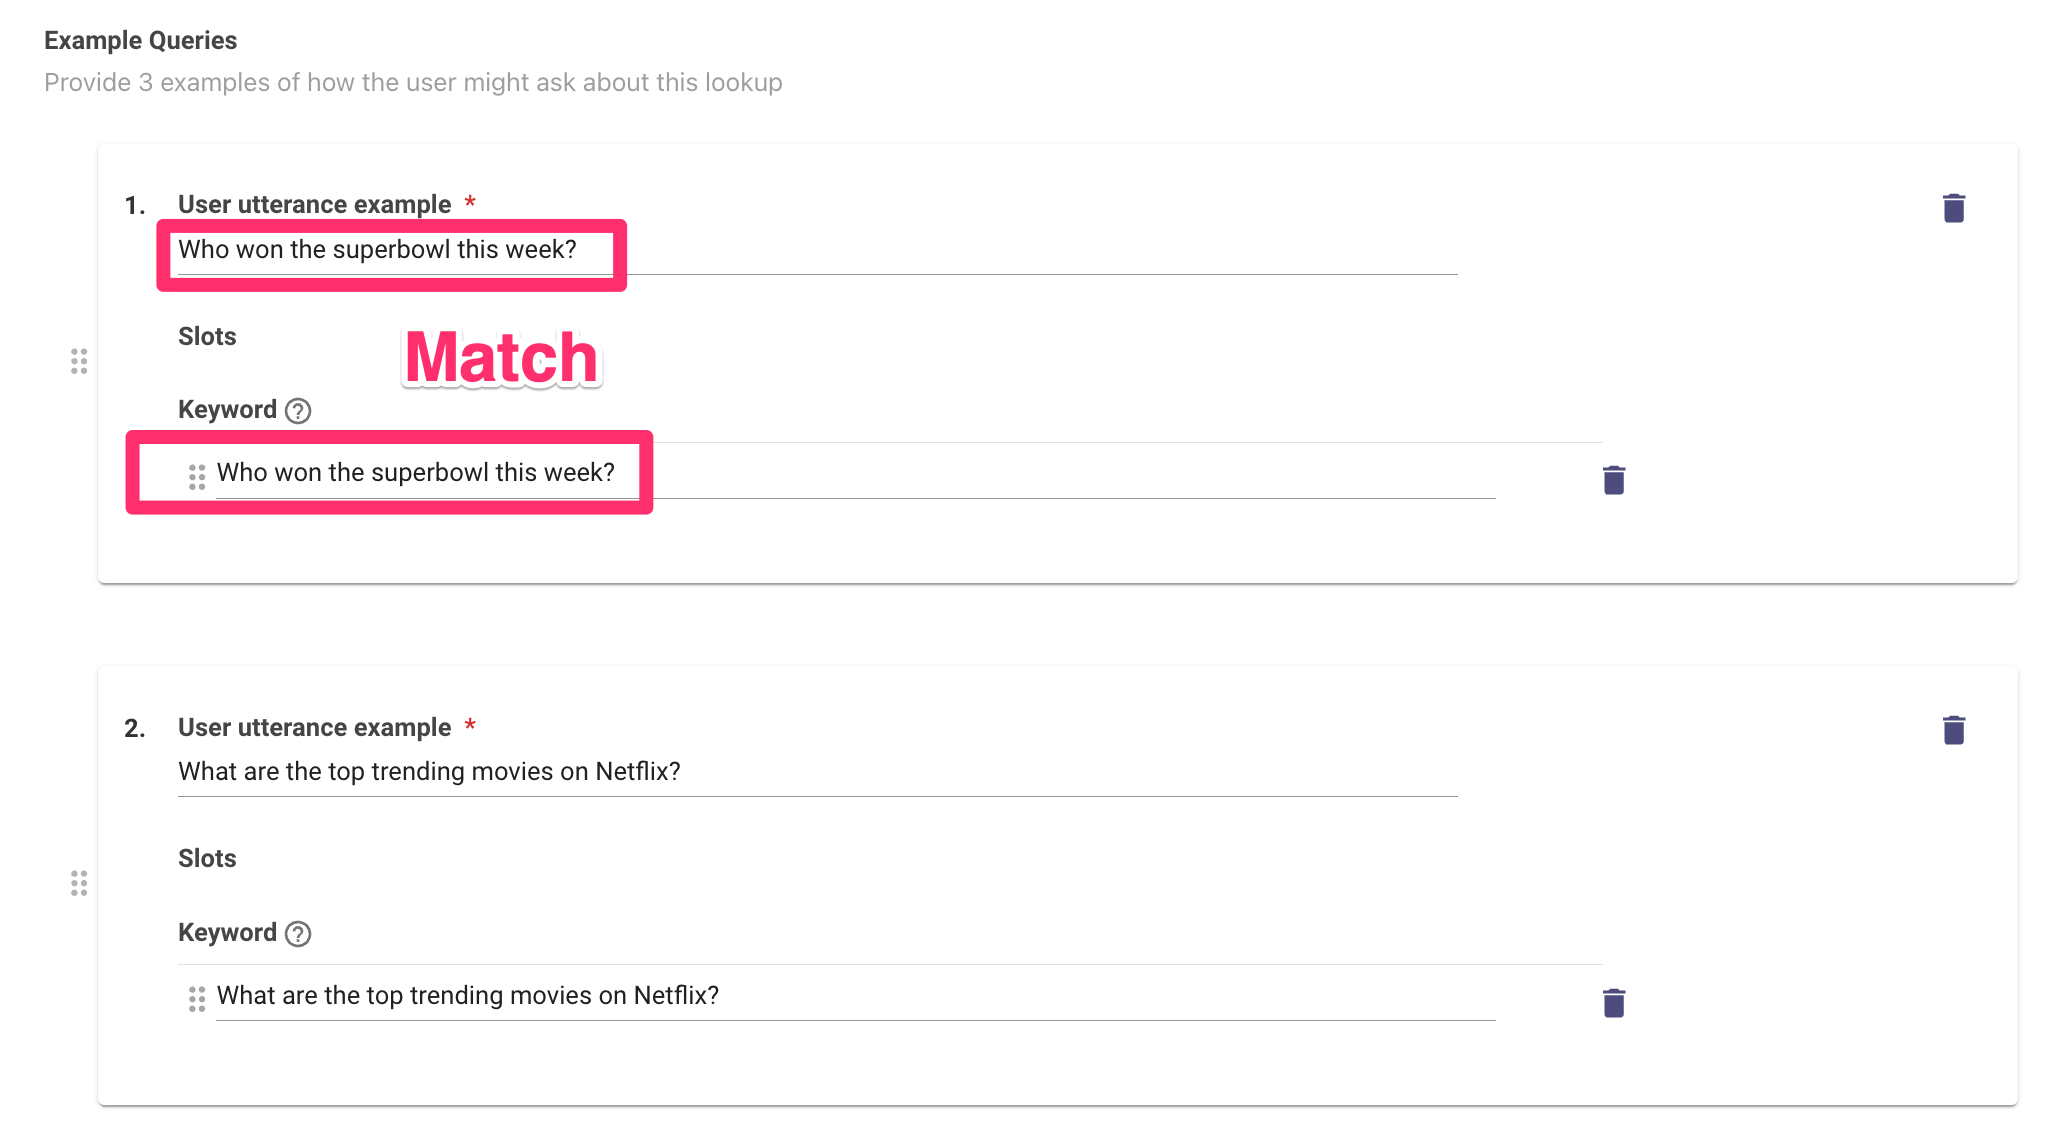 Example Queries
Provide 3 examples of how the user might ask about this lookup
1. User utterance example *
Who won the superbowl this week?
Slots
Match
Keyword ?
Who won the superbowl this week?
2. User utterance example *
What are the top trending movies on Netflix?
Slots
Keyword ?
What are the top trending movies on Netflix?